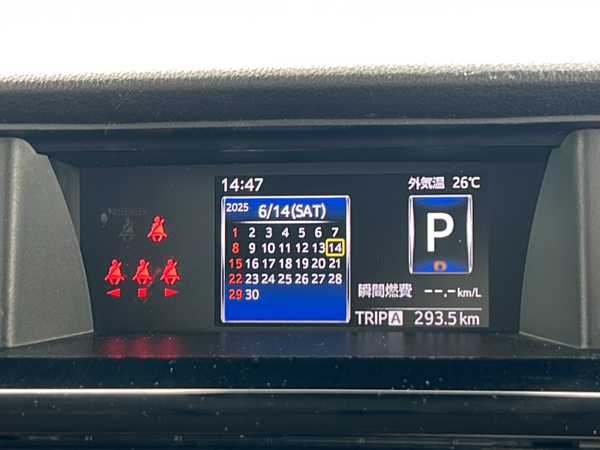 14:47
外気温 26℃
PASSENGER
2025 6/14(SAT)
1 2 3 4 5 6 7
8 9 10 11 12 13 14
15 16 17 18 19 20 21
22 23 24 25 26 27 28
29 30
P
瞬間燃費 --.- km/L
TRIP A 293.5 km